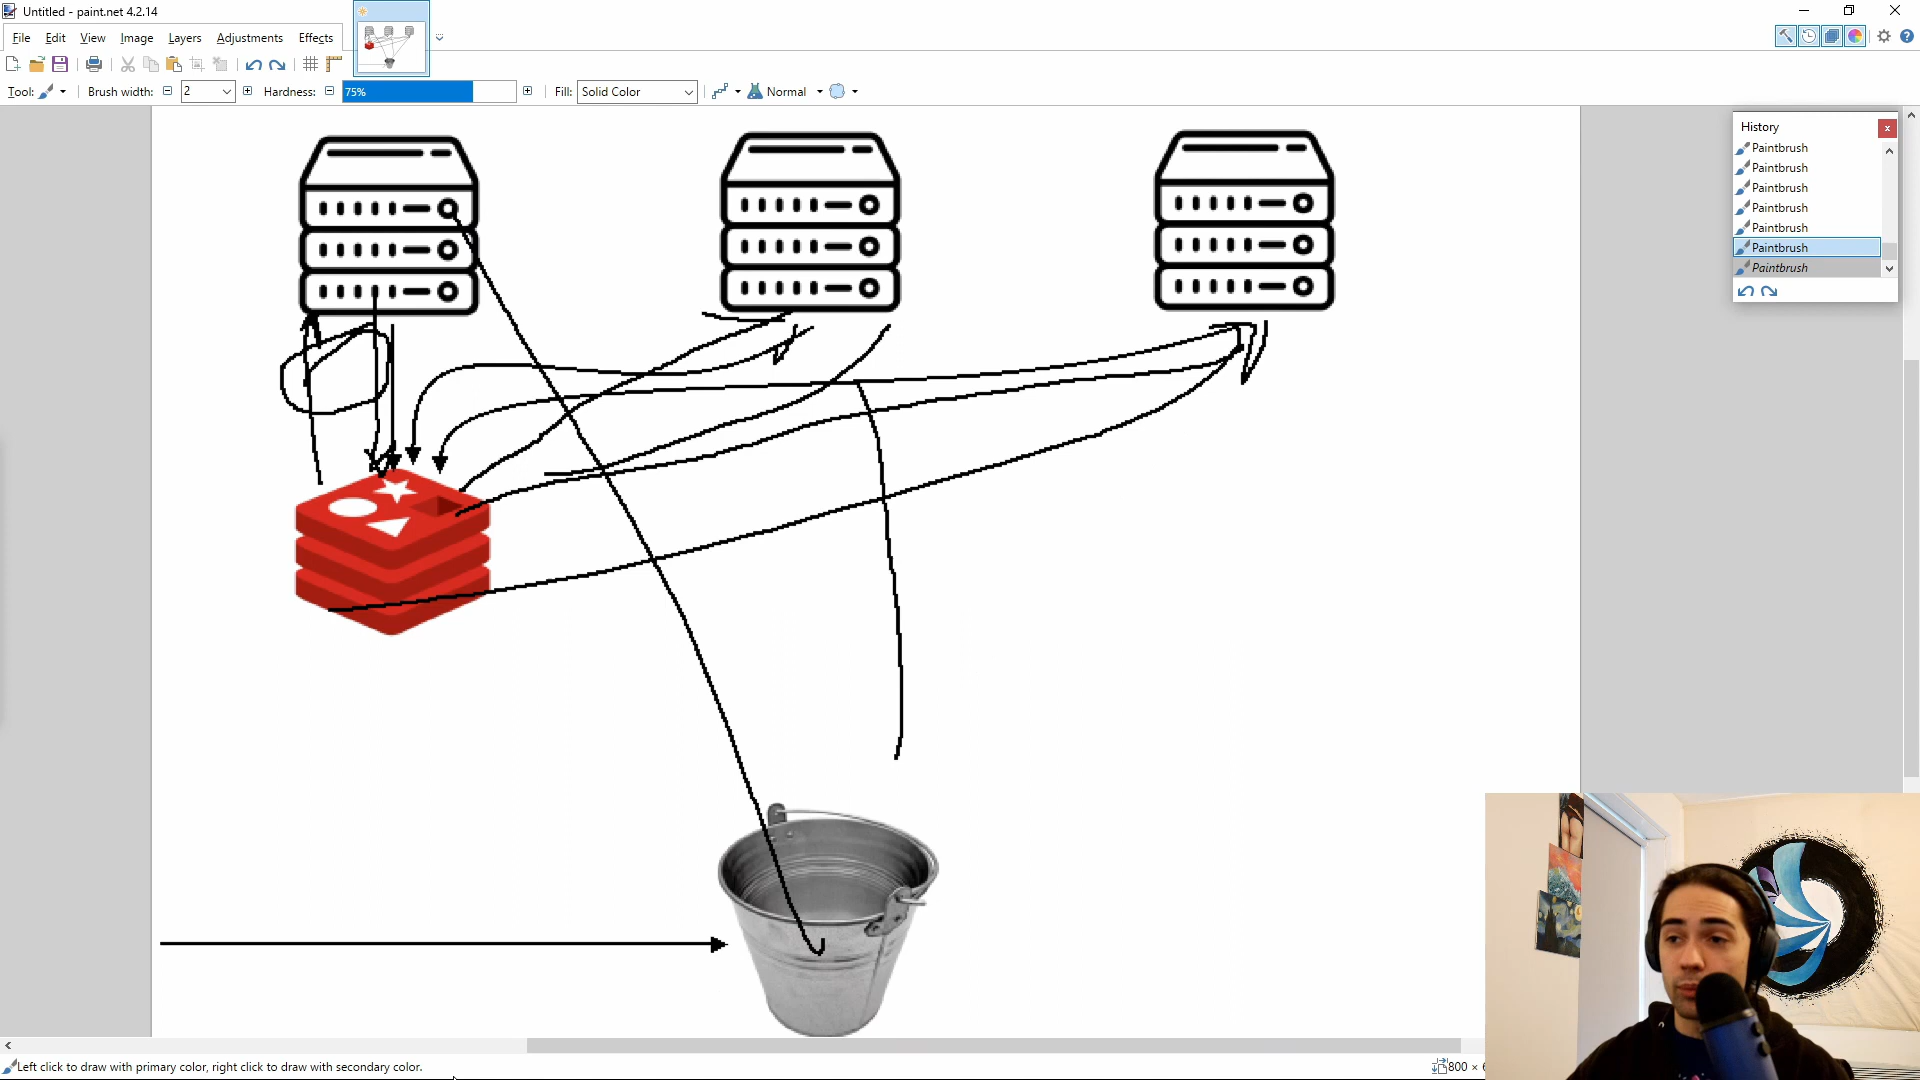 Untitled - paint.net 4.2.14
File Edit View Image Layers Adjustments Effects
Tool: Brush width: 2 Hardness: 75% Fill: Solid Color Normal
History
Paintbrush
Paintbrush
Paintbrush
Paintbrush
Paintbrush
Paintbrush
Paintbrush
Left click to draw with primary color, right click to draw with secondary color.
800 ×